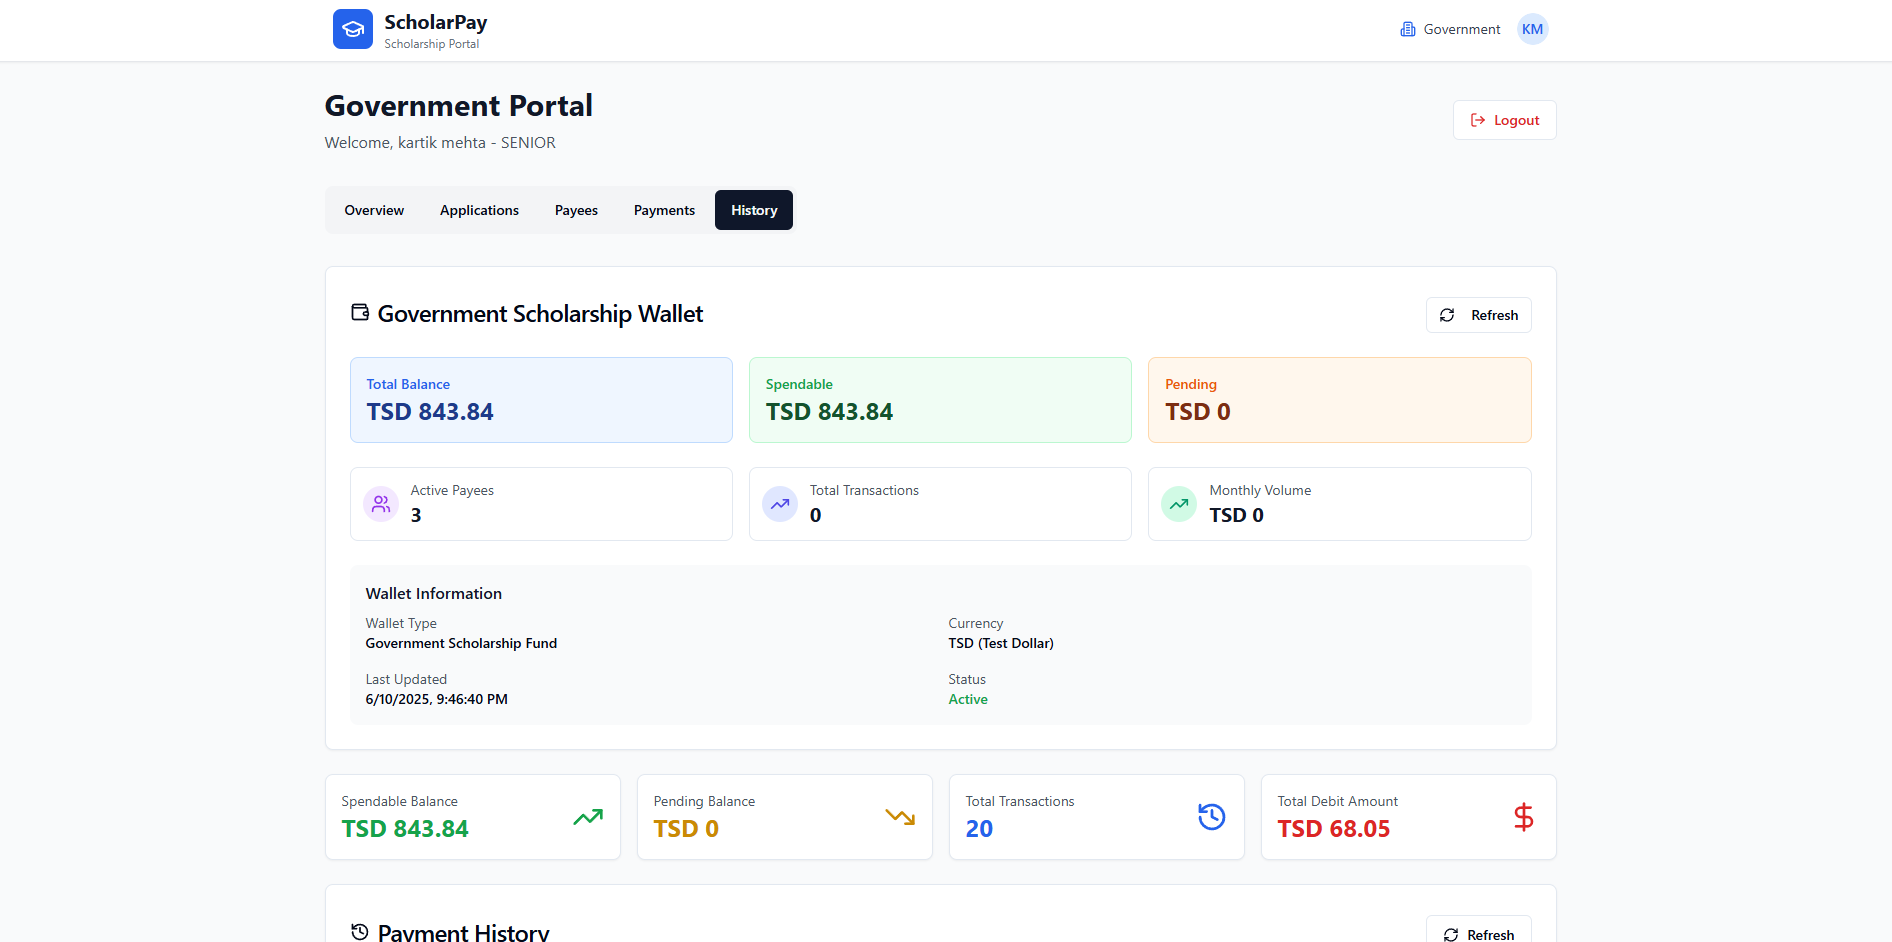 ScholarPay
Scholarship Portal
Government
KM
Government Portal
Welcome, kartik mehta - SENIOR
Logout
Overview
Applications
Payees
Payments
History
Government Scholarship Wallet
Refresh
Total Balance
TSD 843.84
Spendable
TSD 843.84
Pending
TSD 0
Active Payees
3
Total Transactions
0
Monthly Volume
TSD 0
Wallet Information
Wallet Type
Government Scholarship Fund
Currency
TSD (Test Dollar)
Last Updated
6/10/2025, 9:46:40 PM
Status
Active
Spendable Balance
TSD 843.84
Pending Balance
TSD 0
Total Transactions
20
Total Debit Amount
TSD 68.05
Payment History
Refresh